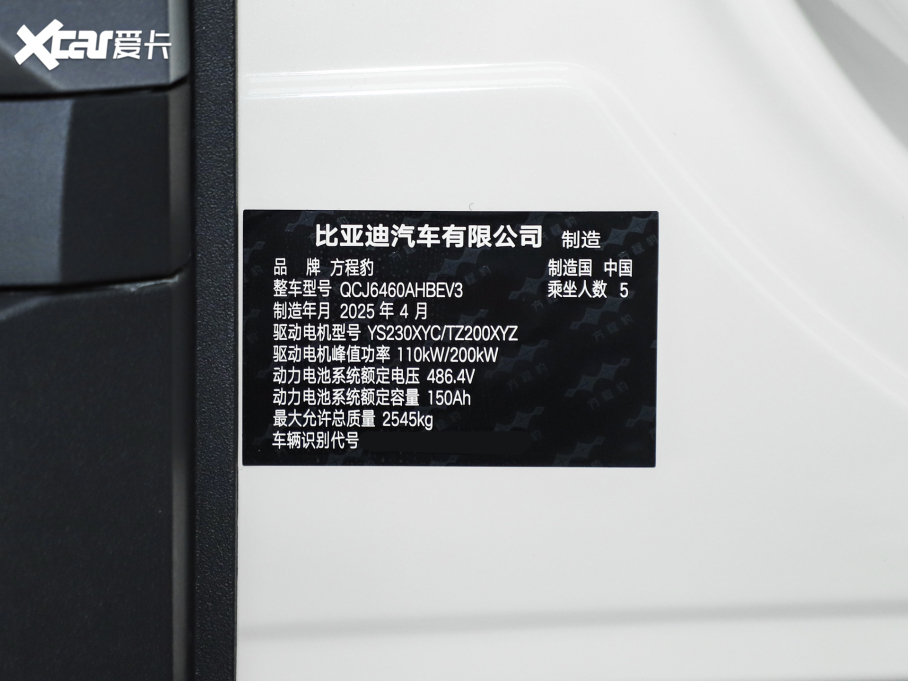 Xcar爱卡
比亚迪汽车有限公司 制造
品 牌 方程豹 制造国 中国
整车型号 QCJ6460AHBEV3 乘坐人数 5
制造年月 2025 年 4 月
驱动电机型号 YS230XYC/TZ200XYZ
驱动电机峰值功率 110kW/200kW
动力电池系统额定电压 486.4V
动力电池系统额定容量 150Ah
最大允许总质量 2545kg
车辆识别代号